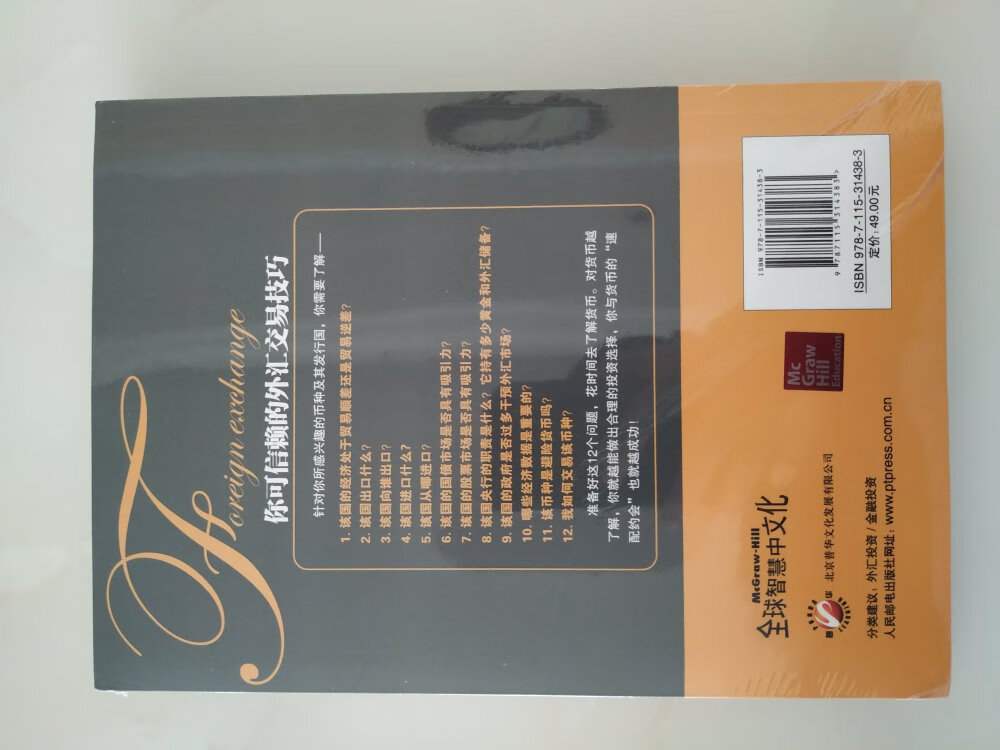 Foreign exchange
你可信赖的外汇交易技巧
针对你所感兴趣的币种及其发行国，你需要了解——
1. 该国的经济处于贸易顺差还是贸易逆差？
2. 该国出口什么？
3. 该国向谁出口？
4. 该国进口什么？
5. 该国从哪进口？
6. 该国的国债市场是否具有吸引力？
7. 该国的股票市场是否具有吸引力？
8. 该国央行的职责是什么？它持有多少黄金和外汇储备？
9. 该国的政府是否过多干预外汇市场？
10. 哪些经济数据是重要的？
11. 该币种是避险货币吗？
12. 我如何交易该币种？
准备好这12个问题，花时间去了解货币。对货币越
了解，你就越能做出合理的投资选择，你与货币的“速
配约会”也就越成功！
McGraw-Hill
全球智慧中文化
北京普华文化发展有限公司
分类建议：外汇投资/金融投资
人民邮电出版社网址：www.ptpress.com.cn
Mc
Graw
Hill
Education
ISBN 978-7-115-31438-3
9 787115 314383 >
ISBN 978-7-115-31438-3
定价：49.00元